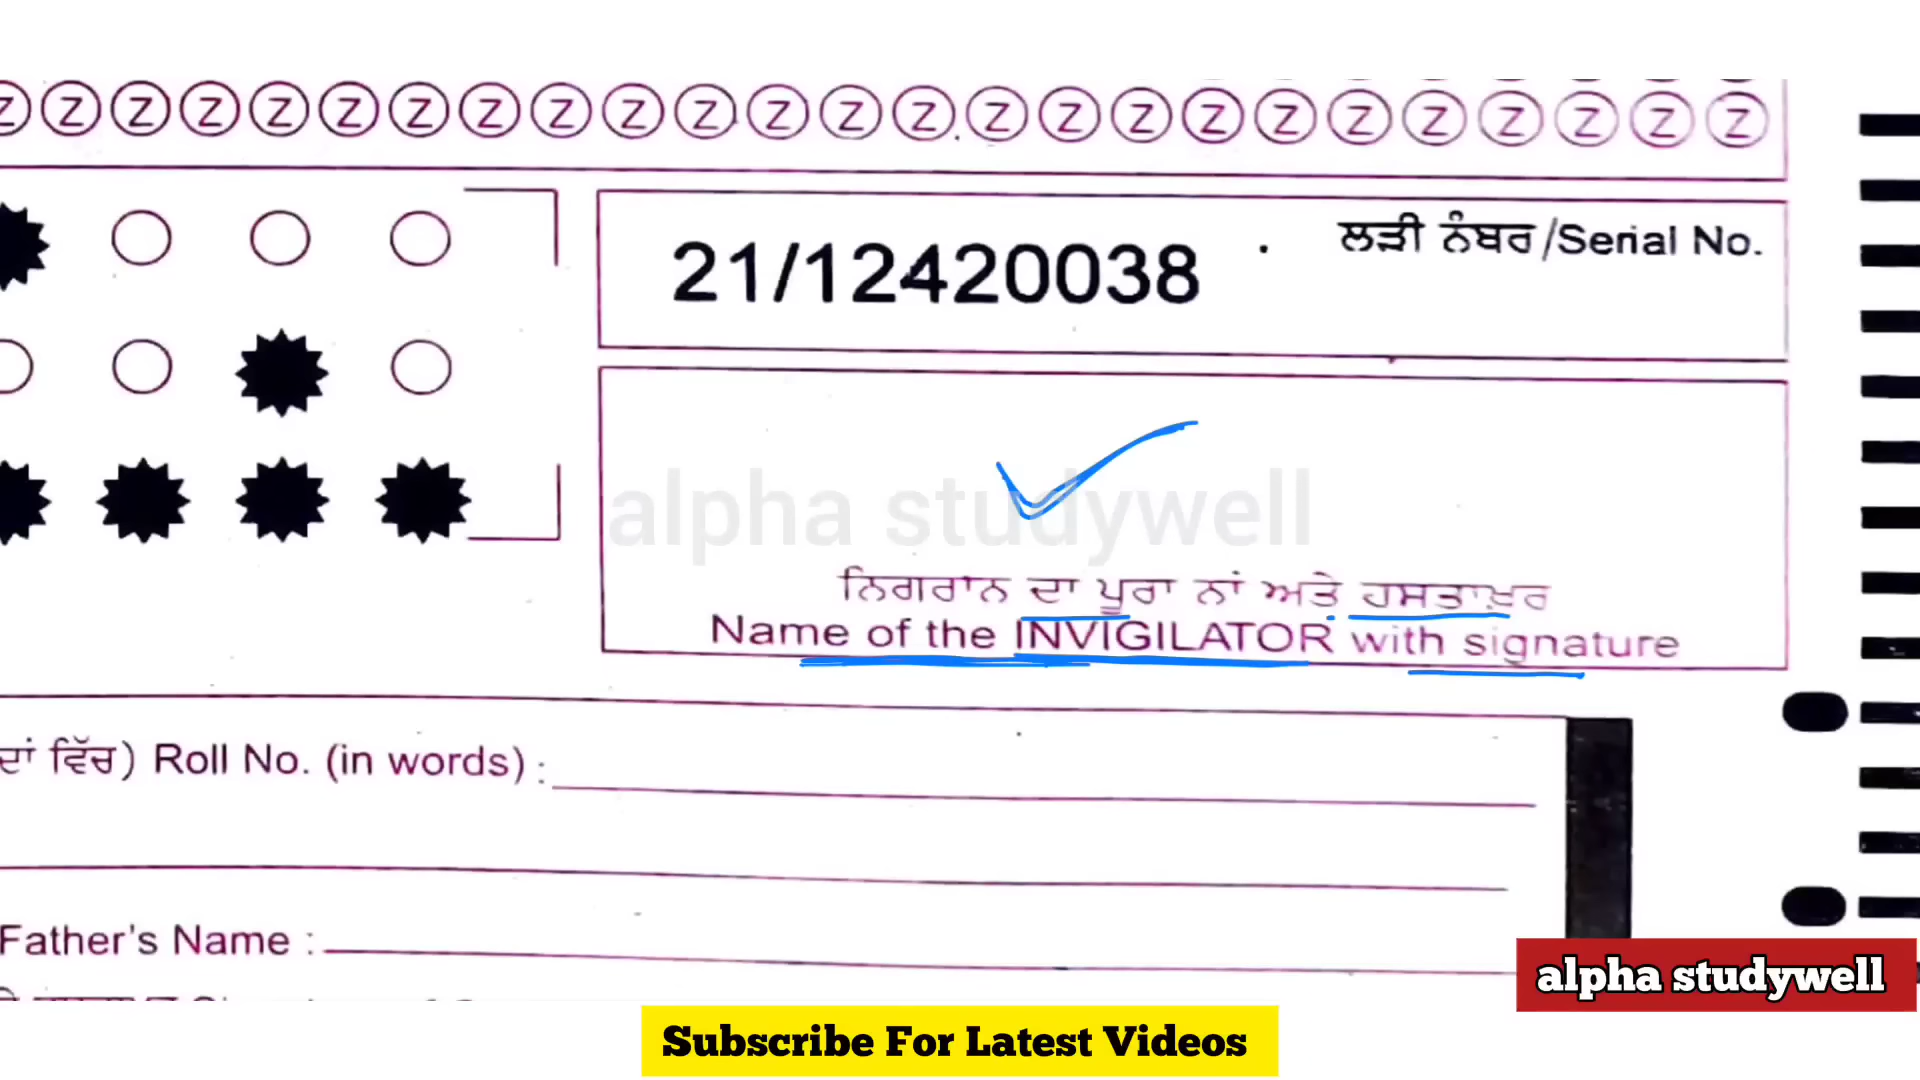 Z Z Z Z Z Z Z Z Z Z Z Z Z Z Z Z Z Z Z Z Z Z Z Z Z
21/12420038
ਲੜੀ ਨੰਬਰ/Serial No.
alpha studywell
ਨਿਗਰਾਨ ਦਾ ਪੂਰਾ ਨਾਂ ਅਤੇ ਹਸਤਾਖ਼ਰ
Name of the INVIGILATOR with signature
ਦਾਂ ਵਿੱਚ) Roll No. (in words) :
Father's Name :
alpha studywell
Subscribe For Latest Videos